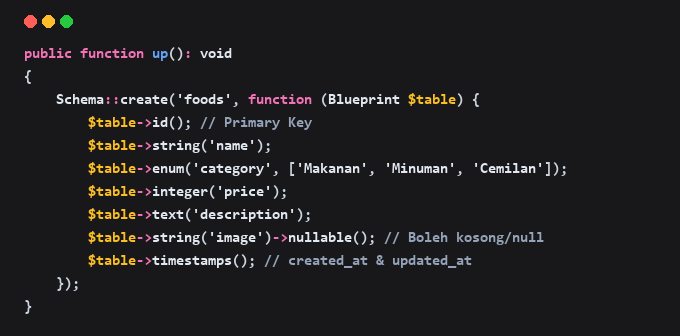 public function up(): void
{
    Schema::create('foods', function (Blueprint $table) {
        $table->id(); // Primary Key
        $table->string('name');
        $table->enum('category', ['Makanan', 'Minuman', 'Cemilan']);
        $table->integer('price');
        $table->text('description');
        $table->string('image')->nullable(); // Boleh kosong/null
        $table->timestamps(); // created_at & updated_at
    });
}